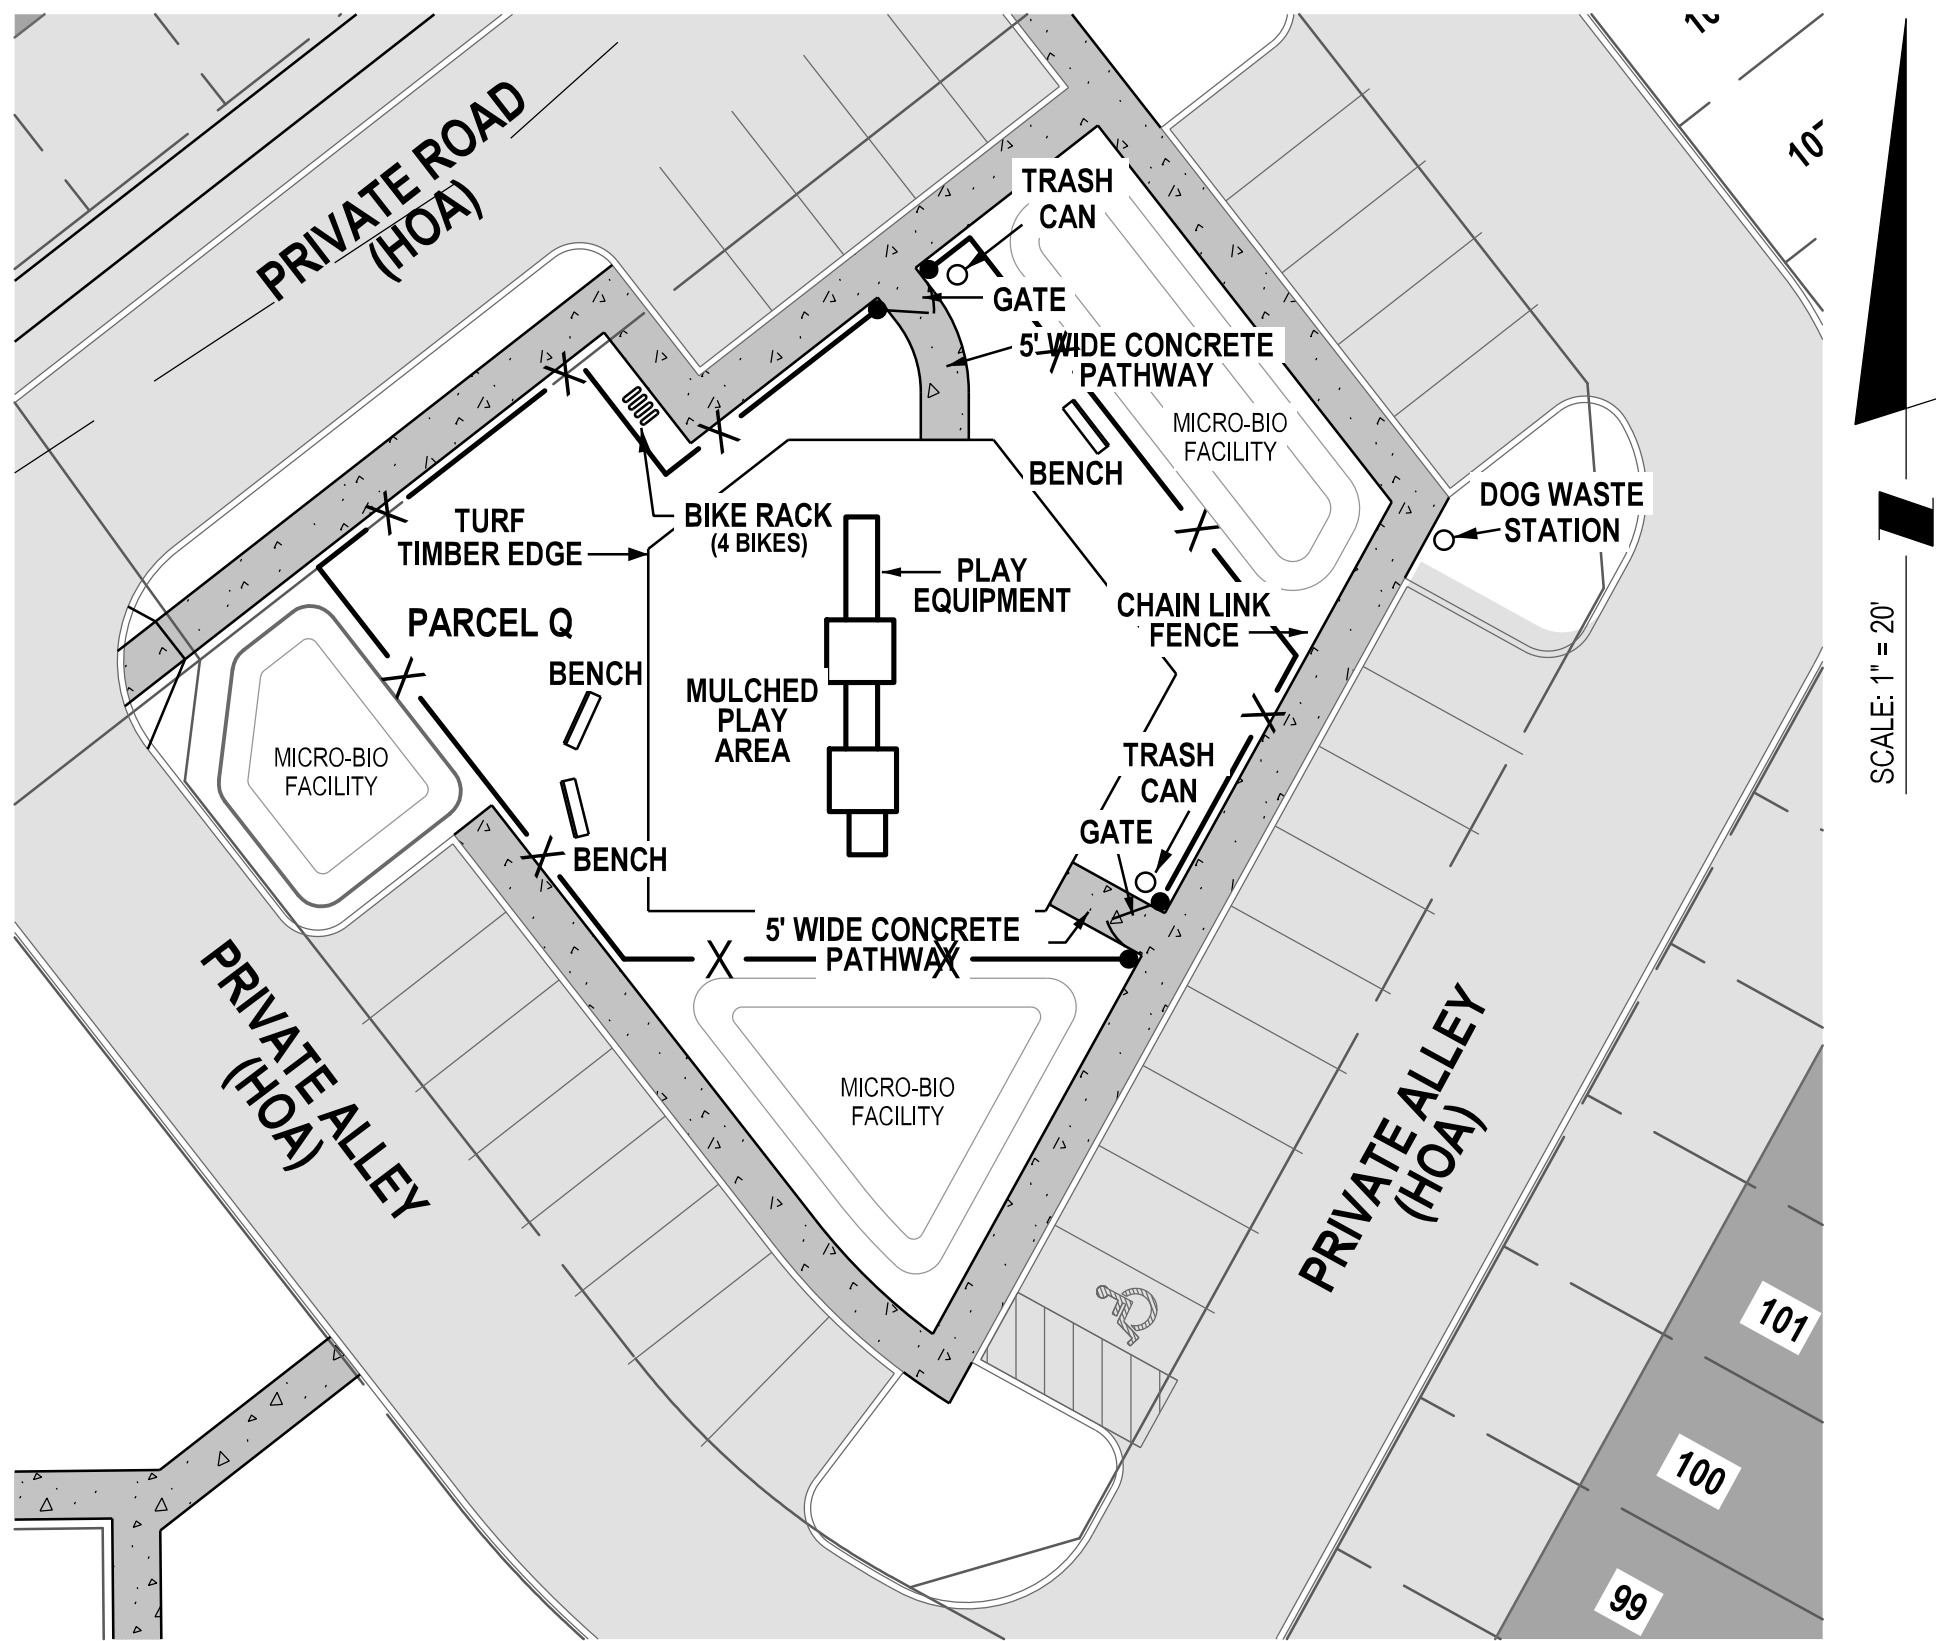 PRIVATE ROAD
(HOA)
TRASH
CAN
GATE
5' WIDE CONCRETE
PATHWAY
MICRO-BIO
FACILITY
BENCH
DOG WASTE
STATION
BIKE RACK
(4 BIKES)
TURF
TIMBER EDGE
PLAY
EQUIPMENT
CHAIN LINK
FENCE
PARCEL Q
BENCH
MULCHED
PLAY
AREA
MICRO-BIO
FACILITY
TRASH
CAN
GATE
BENCH
5' WIDE CONCRETE
PATHWAY
MICRO-BIO
FACILITY
PRIVATE ALLEY
(HOA)
PRIVATE ALLEY
(HOA)
101
100
99
SCALE: 1" = 20'